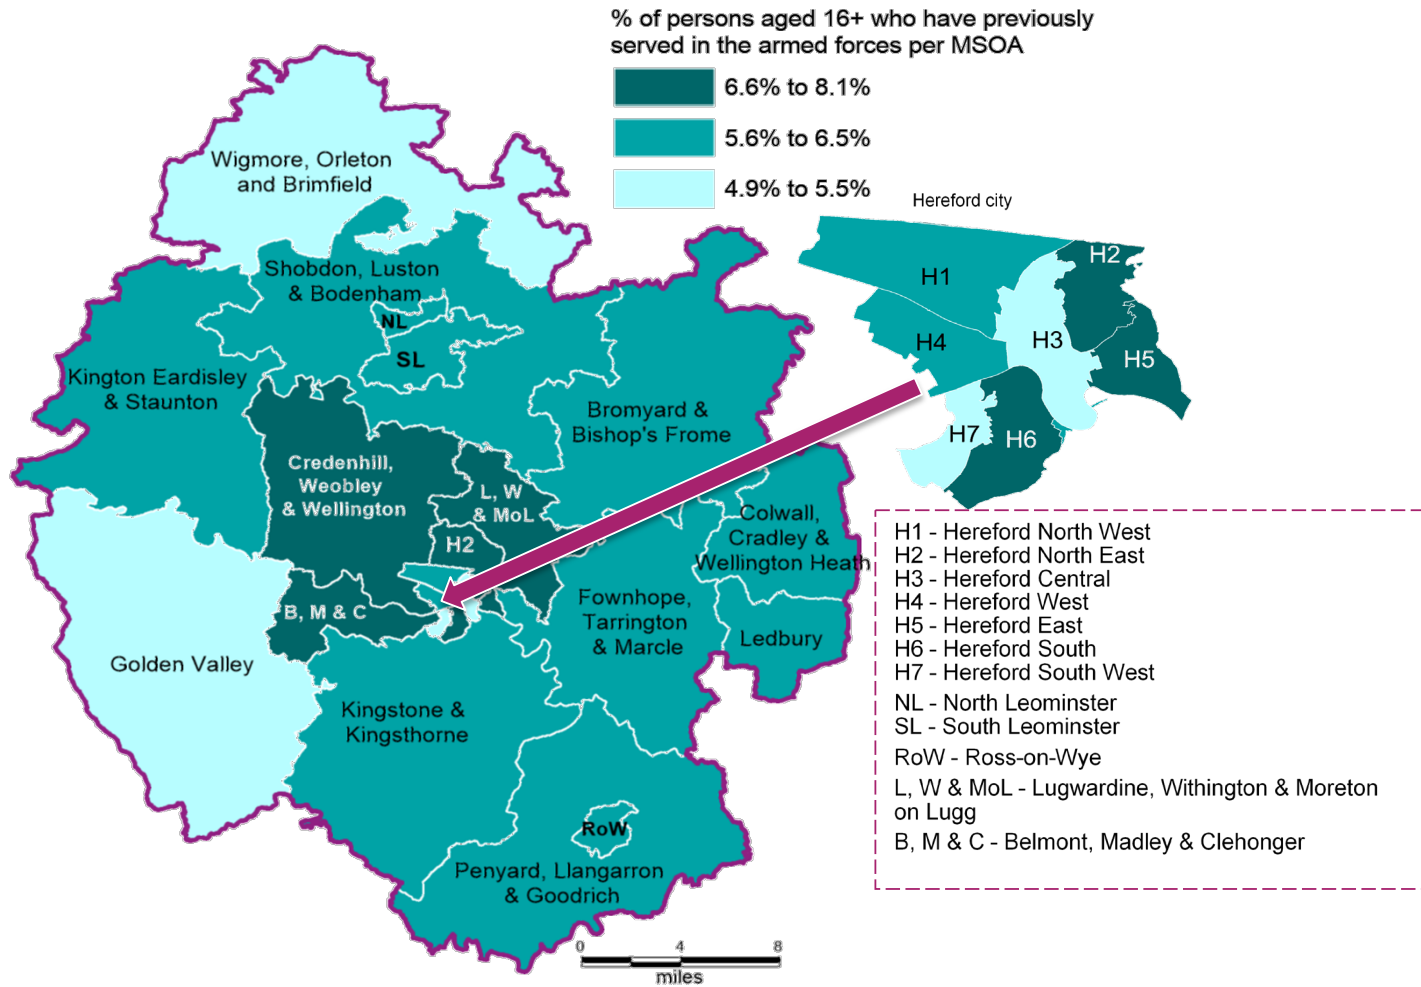 % of persons aged 16+ who have previously
served in the armed forces per MSOA
6.6% to 8.1%
5.6% to 6.5%
4.9% to 5.5%
Hereford city
H1
H2
H3
H4
H5
H6
H7
Wigmore, Orleton
and Brimfield
Shobdon, Luston
& Bodenham
NL
SL
Kington Eardisley
& Staunton
Bromyard &
Bishop's Frome
Credenhill,
Weobley
& Wellington
L, W
& MoL
H2
Colwall,
Cradley &
Wellington Heath
B, M & C
Fownhope,
Tarrington
& Marcle
Ledbury
Golden Valley
Kingstone &
Kingsthorne
RoW
Penyard, Llangarron
& Goodrich
0 4 8
miles
H1 - Hereford North West
H2 - Hereford North East
H3 - Hereford Central
H4 - Hereford West
H5 - Hereford East
H6 - Hereford South
H7 - Hereford South West
NL - North Leominster
SL - South Leominster
RoW - Ross-on-Wye
L, W & MoL - Lugwardine, Withington & Moreton
on Lugg
B, M & C - Belmont, Madley & Clehonger